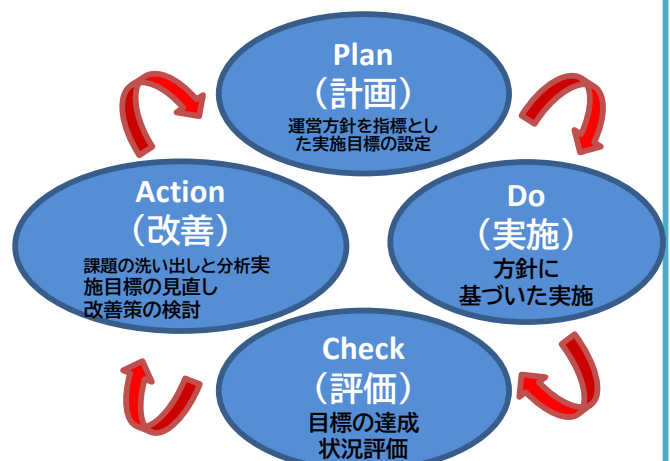 Plan
（計画）
運営方針を指標とし
た実施目標の設定
Do
（実施）
方針に
基づいた実施
Check
（評価）
目標の達成
状況評価
Action
（改善）
課題の洗い出しと分析実
施目標の見直し
改善策の検討